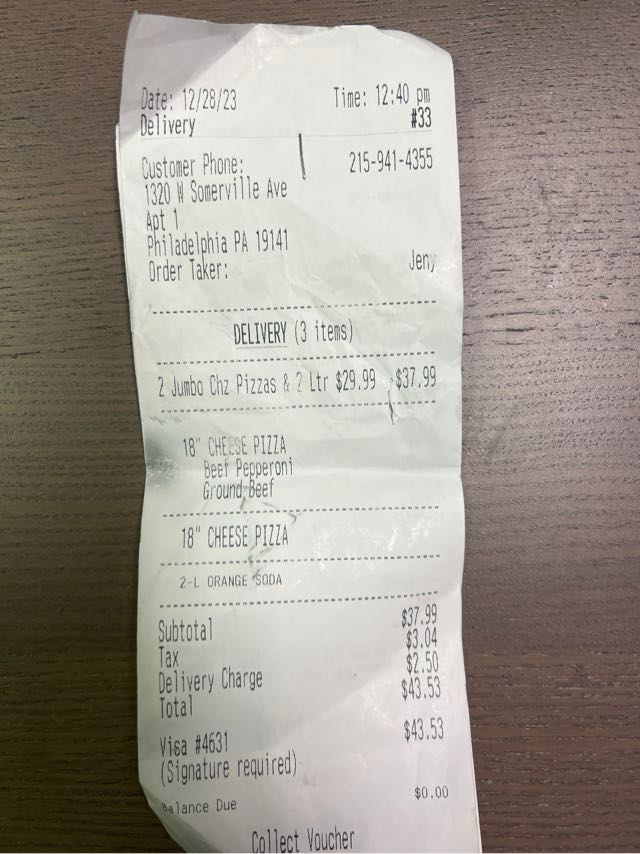 Date: 12/28/23 Time: 12:40 pm
Delivery #33
Customer Phone: 215-941-4355
1320 W Somerville Ave
Apt 1
Philadelphia PA 19141
Order Taker: Jeny
DELIVERY (3 items)
2 Jumbo Chz Pizzas & 2 Ltr $29.99 $37.99
18" CHEESE PIZZA
Beef Pepperoni
Ground Beef
18" CHEESE PIZZA
2-L ORANGE SODA
Subtotal $37.99
Tax $3.04
Delivery Charge $2.50
Total $43.53
Visa #4631 $43.53
(Signature required)
Balance Due $0.00
Collect Voucher